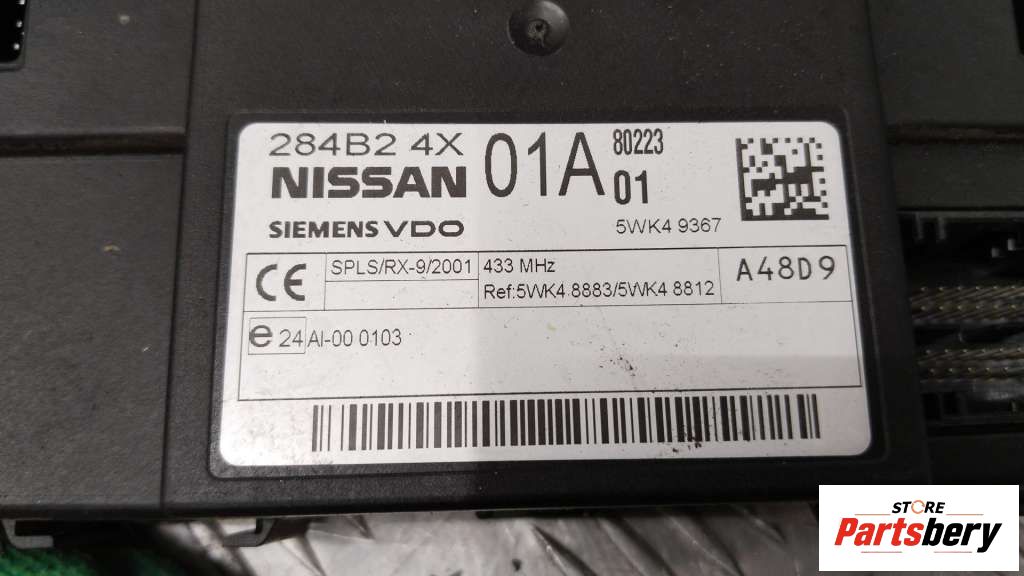 284B2 4X 01A 80223
NISSAN 01
SIEMENS VDO 5WK4 9367
CE SPLS/RX-9/2001 433 MHz A48D9
Ref:5WK4 8883/5WK4 8812
e 24 AI-00 0103
STORE
Partsbery